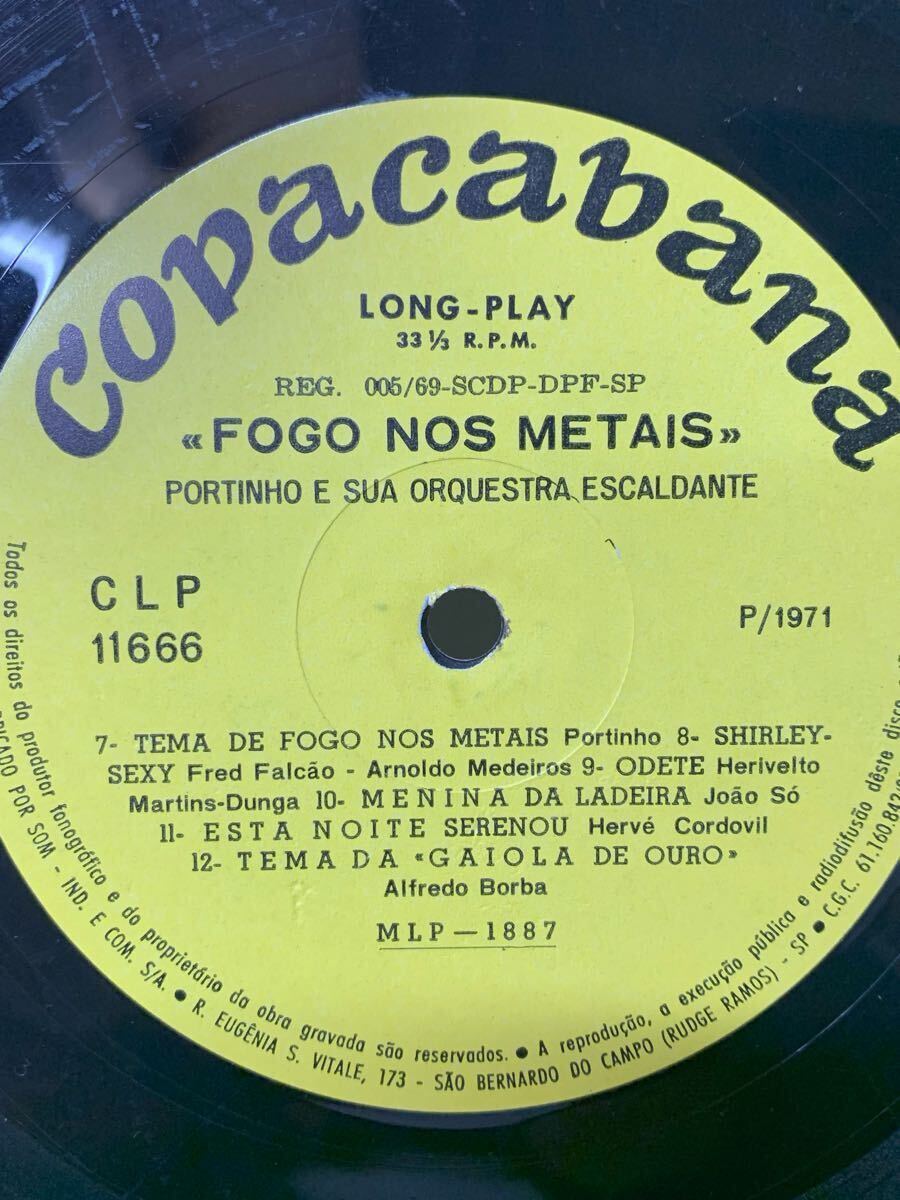 Copacabana
LONG-PLAY
33 ⅓ R.P.M.
REG. 005/69-SCDP-DPF-SP
«FOGO NOS METAIS»
PORTINHO E SUA ORQUESTRA ESCALDANTE
CLP
11666
P/1971
7- TEMA DE FOGO NOS METAIS Portinho 8- SHIRLEY-
SEXY Fred Falcão - Arnoldo Medeiros 9- ODETE Herivelto
Martins-Dunga 10- MENINA DA LADEIRA João Só
11- ESTA NOITE SERENOU Hervé Cordovil
12- TEMA DA «GAIOLA DE OURO»
Alfredo Borba
MLP — 1887
Todos os direitos do produtor fonográfico e do proprietário da obra gravada são reservados. • A reprodução, a execução pública e radiodifusão dêste disco
POR SOM - IND. E COM. S/A. • R. EUGÊNIA S. VITALE, 173 - SÃO BERNARDO DO CAMPO (RUDGE RAMOS) - SP • C.G.C. 61.160.842/